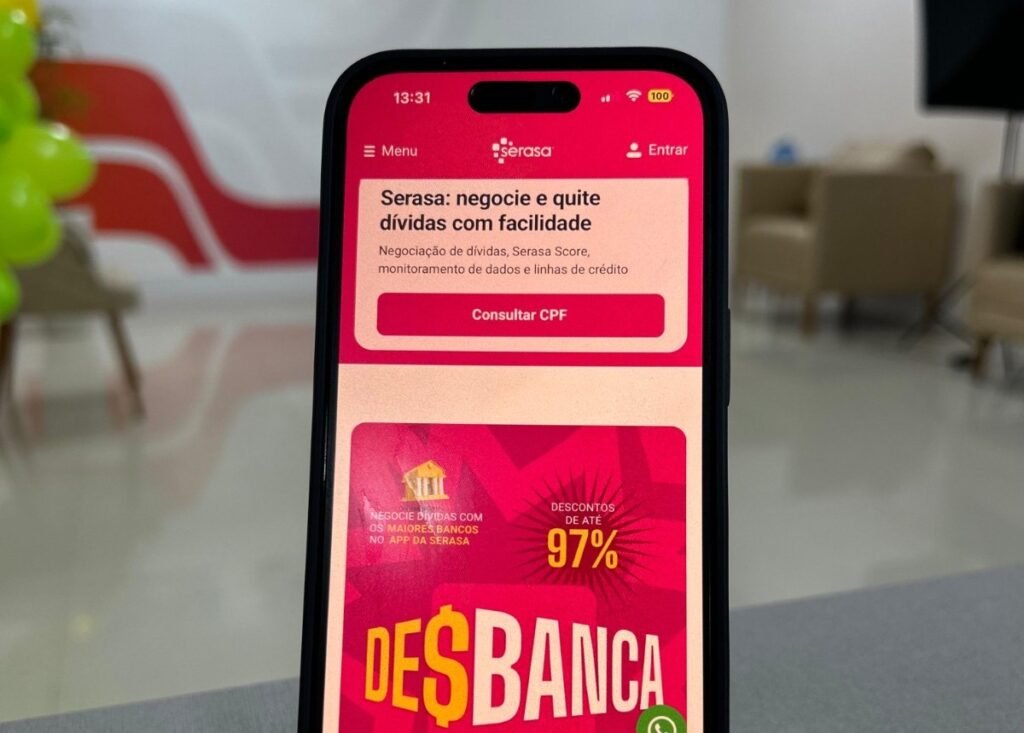 13:31
100
Menu
serasa
Entrar
Serasa: negocie e quite
dívidas com facilidade
Negociação de dívidas, Serasa Score,
monitoramento de dados e linhas de crédito
Consultar CPF
NEGOCIE DÍVIDAS COM
OS MAIORES BANCOS
NO APP DA SERASA
DESCONTOS
DE ATÉ
97%
DE$BANCA